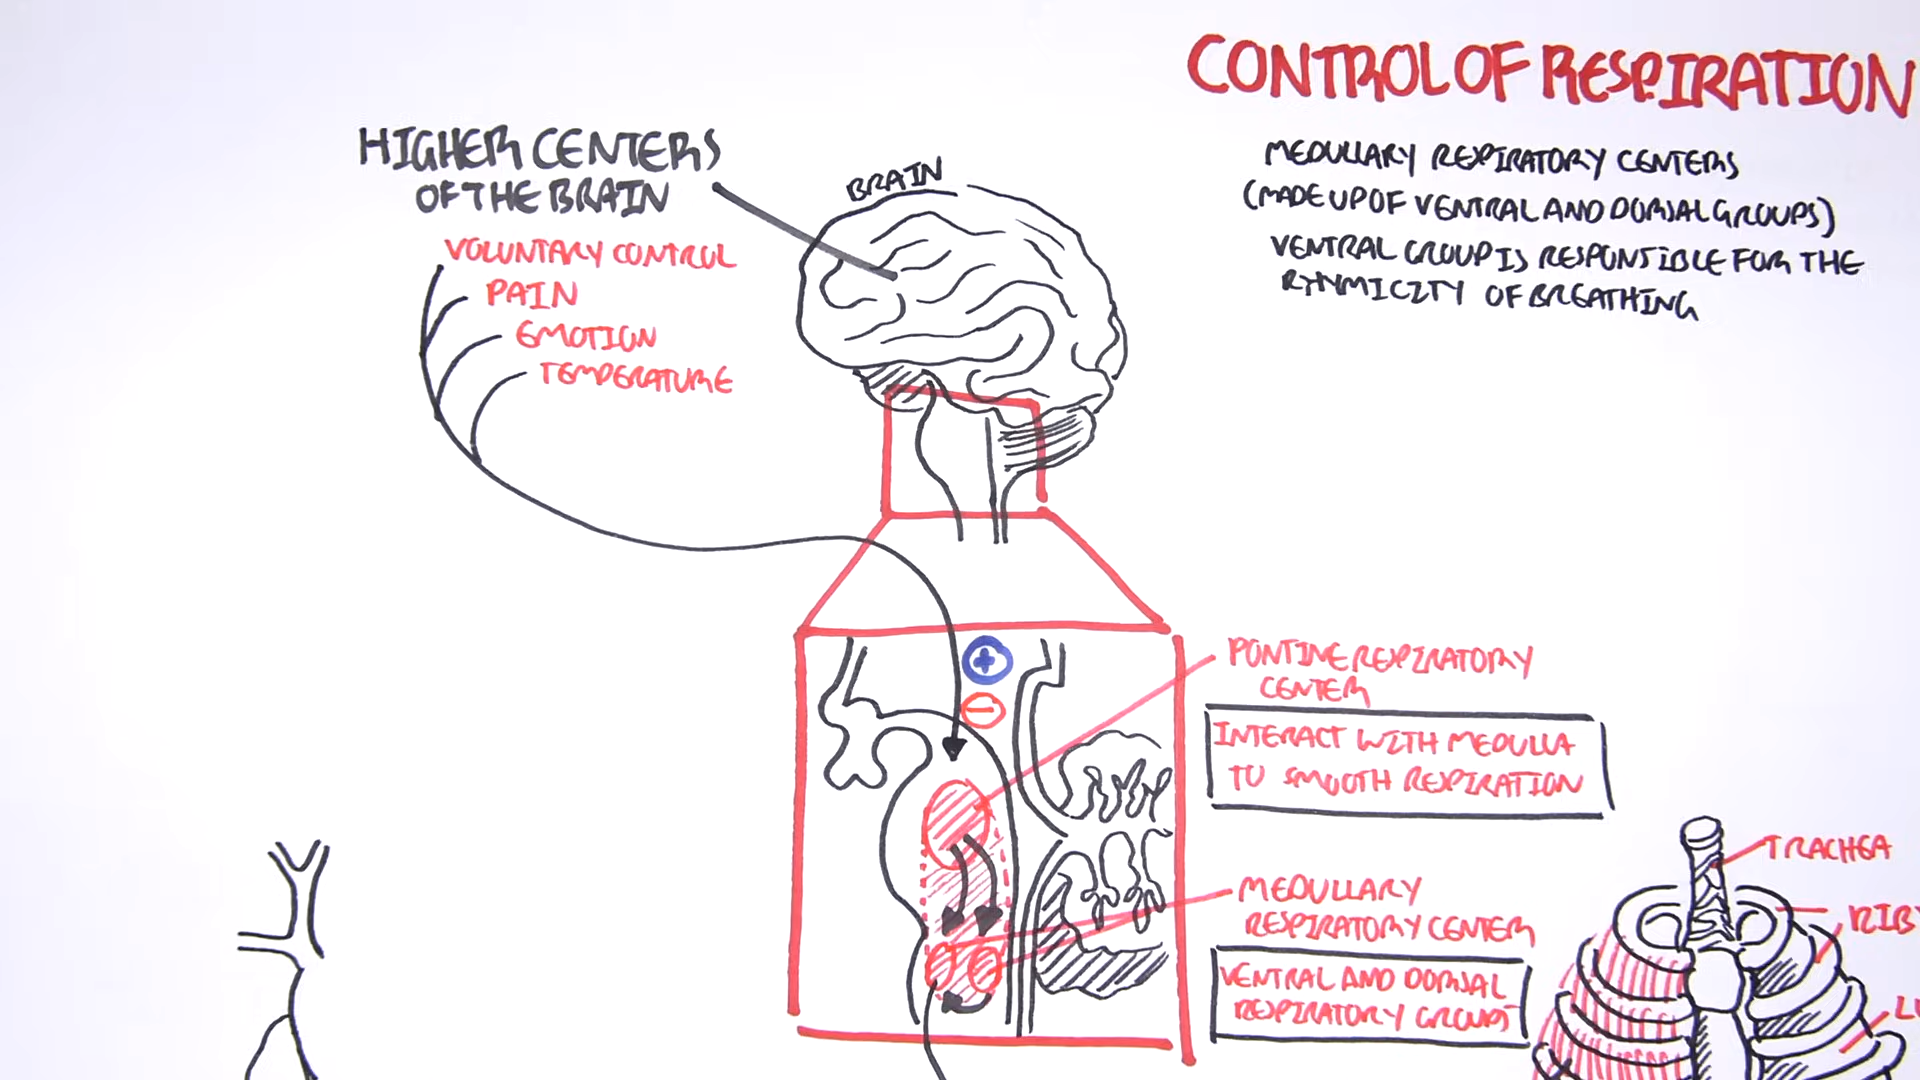 CONTROL OF RESPIRATION
HIGHER CENTERS
OF THE BRAIN
VOLUNTARY CONTROL
PAIN
EMOTION
TEMPERATURE
BRAIN
MEDULLARY RESPIRATORY CENTERS
(MADE UP OF VENTRAL AND DORSAL GROUPS)
VENTRAL GROUP IS RESPONSIBLE FOR THE
RHYMICITY OF BREATHING
+
-
PONTINE RESPIRATORY
CENTER
INTERACT WITH MEDULLA
TO SMOOTH RESPIRATION
MEDULLARY
RESPIRATORY CENTER
VENTRAL AND DORSAL
RESPIRATORY GROUPS
TRACHEA
RIBS
LU